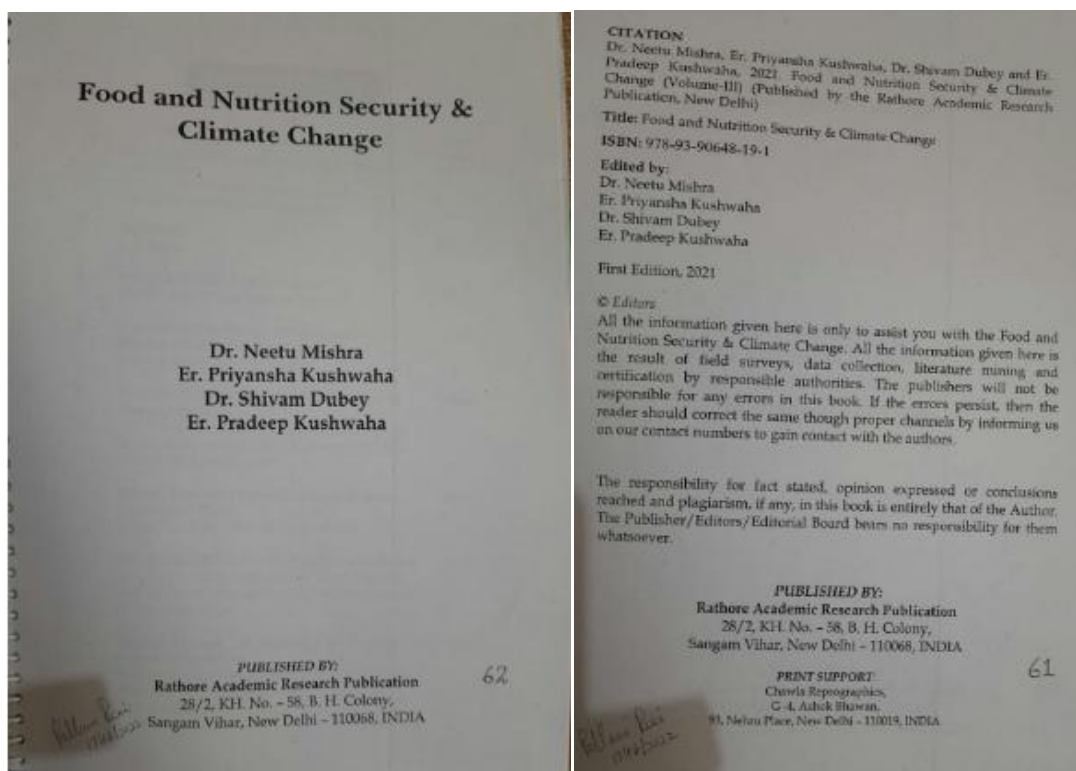 Food and Nutrition Security &
Climate Change
Dr. Neetu Mishra
Er. Priyansha Kushwaha
Dr. Shivam Dubey
Er. Pradeep Kushwaha
PUBLISHED BY:
Rathore Academic Research Publication
28/2, KH. No. – 58, B. H. Colony,
Sangam Vihar, New Delhi – 110068, INDIA
62
CITATION
Dr. Neetu Mishra, Er. Priyansha Kushwaha, Dr. Shivam Dubey and Er.
Pradeep Kushwaha, 2021. Food and Nutrition Security & Climate
Change (Volume-III) (Published by the Rathore Academic Research
Publication, New Delhi)
Title: Food and Nutrition Security & Climate Change
ISBN: 978-93-90648-19-1
Edited by:
Dr. Neetu Mishra
Er. Priyansha Kushwaha
Dr. Shivam Dubey
Er. Pradeep Kushwaha
First Edition, 2021
© Editors
All the information given here is only to assist you with the Food and
Nutrition Security & Climate Change. All the information given here is
the result of field surveys, data collection, literature mining and
certification by responsible authorities. The publishers will not be
responsible for any errors in this book. If the errors persist, then the
reader should correct the same though proper channels by informing us
on our contact numbers to gain contact with the authors.
The responsibility for fact stated, opinion expressed or conclusions
reached and plagiarism, if any, in this book is entirely that of the Author.
The Publisher/Editors/Editorial Board bears no responsibility for them
whatsoever.
PUBLISHED BY:
Rathore Academic Research Publication
28/2, KH. No. – 58, B. H. Colony,
Sangam Vihar, New Delhi – 110068, INDIA
61
PRINT SUPPORT:
Chawla Reprographics,
G-4, Ashok Bhawan,
93, Nehru Place, New Delhi – 110019, INDIA